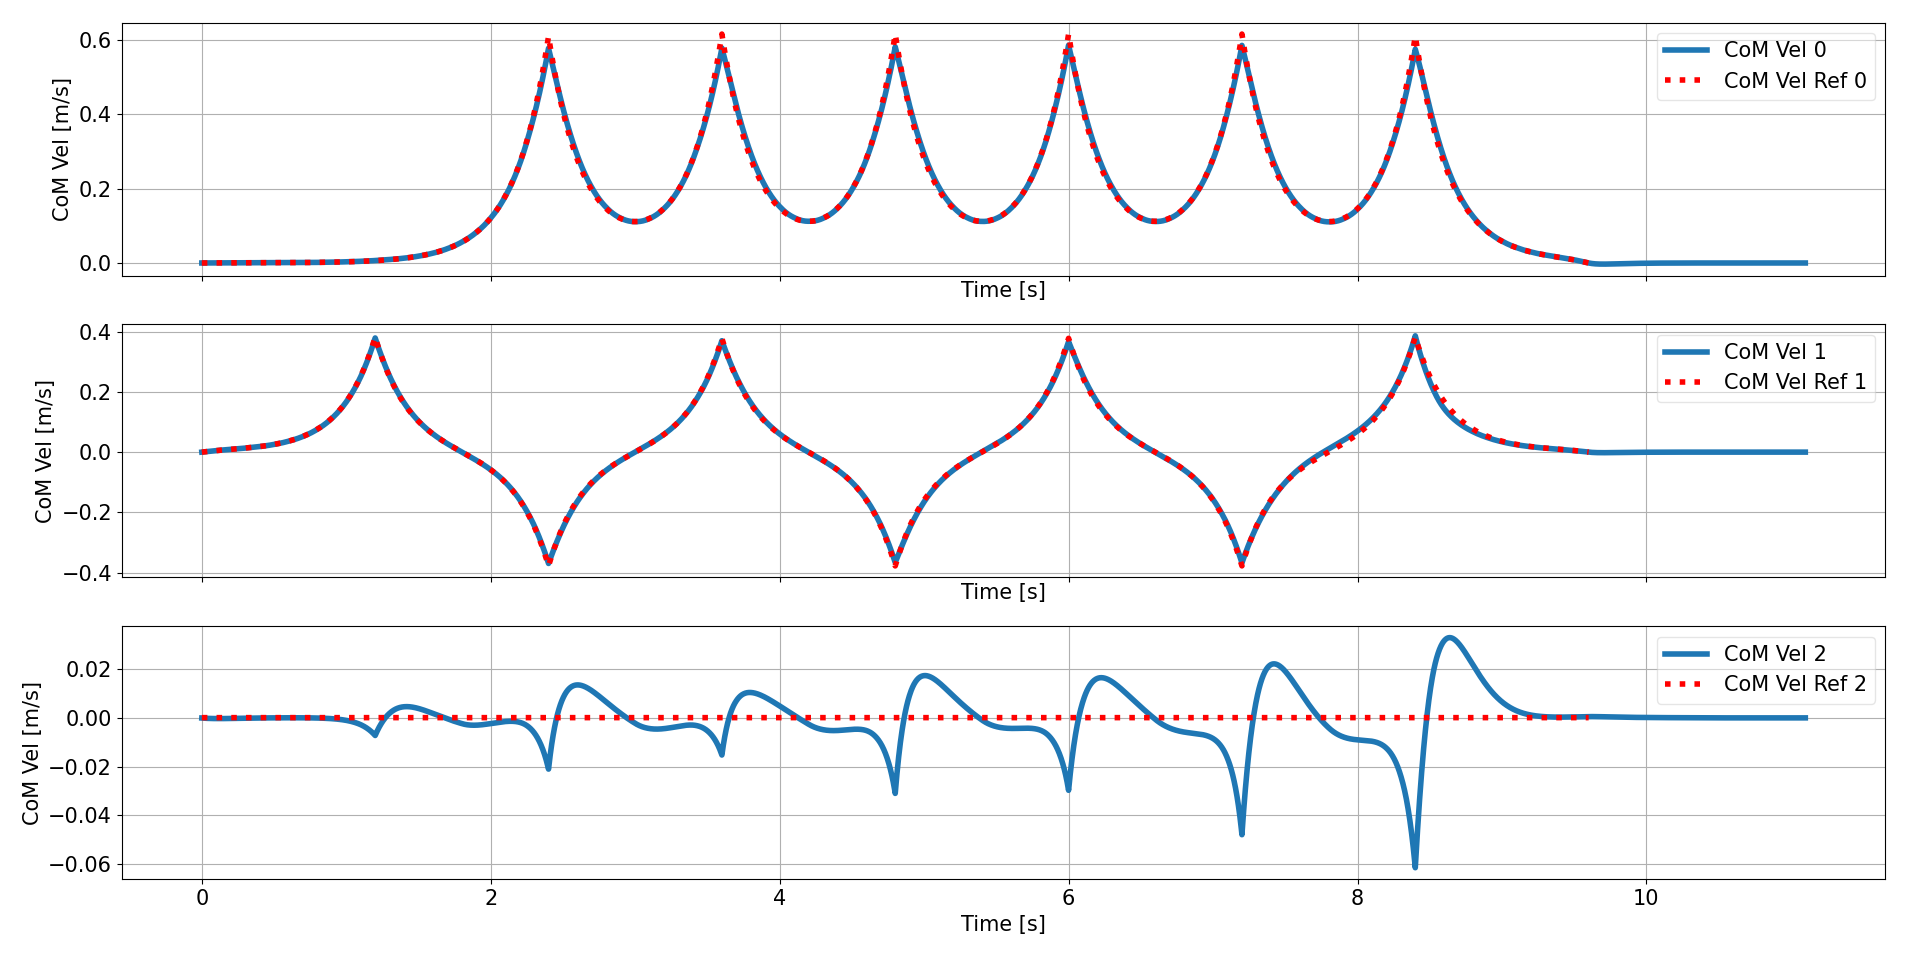 CoM Vel [m/s]
0.6
0.4
0.2
0.0
CoM Vel 0
CoM Vel Ref 0
Time [s]
CoM Vel [m/s]
0.4
0.2
0.0
−0.2
−0.4
CoM Vel 1
CoM Vel Ref 1
Time [s]
CoM Vel [m/s]
0.02
0.00
−0.02
−0.04
−0.06
CoM Vel 2
CoM Vel Ref 2
0 2 4 6 8 10
Time [s]